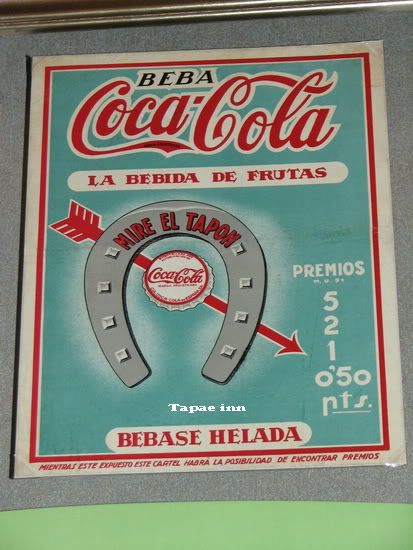 BEBA
Coca-Cola
LA BEBIDA DE FRUTAS
MIRE EL TAPON
Coca-Cola
PREMIOS
5
2
1
0'50
pts.
Tapae inn
BEBASE HELADA
MIENTRAS ESTE EXPUESTO ESTE CARTEL HABRÁ LA POSIBILIDAD DE ENCONTRAR PREMIOS